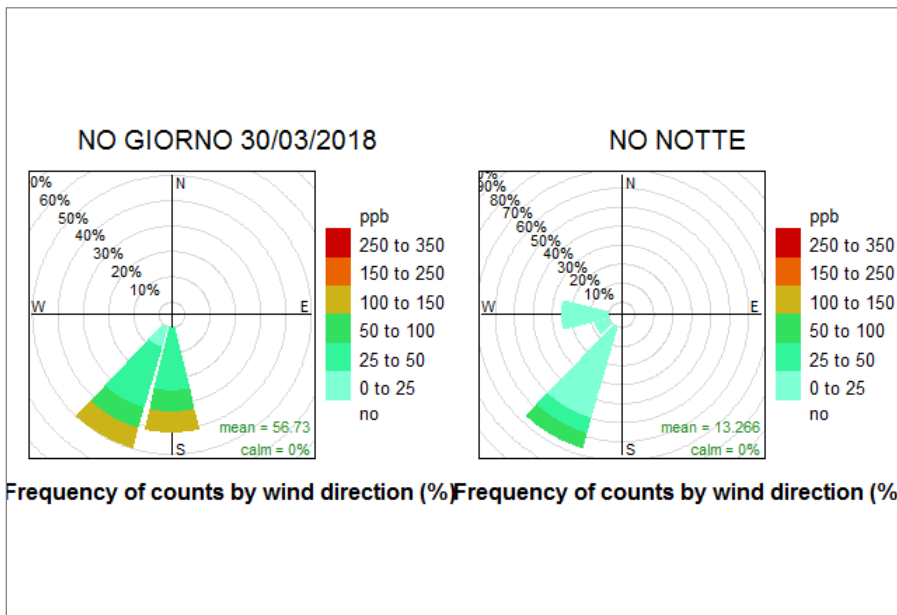 NO GIORNO 30/03/2018
N
0%
60%
50%
40%
30%
20%
10%
W
E
S
mean = 56.73
calm = 0%
ppb
250 to 350
150 to 250
100 to 150
50 to 100
25 to 50
0 to 25
no
Frequency of counts by wind direction (%)
NO NOTTE
N
90%
80%
70%
60%
50%
40%
30%
20%
10%
W
E
S
mean = 13.266
calm = 0%
ppb
250 to 350
150 to 250
100 to 150
50 to 100
25 to 50
0 to 25
no
Frequency of counts by wind direction (%